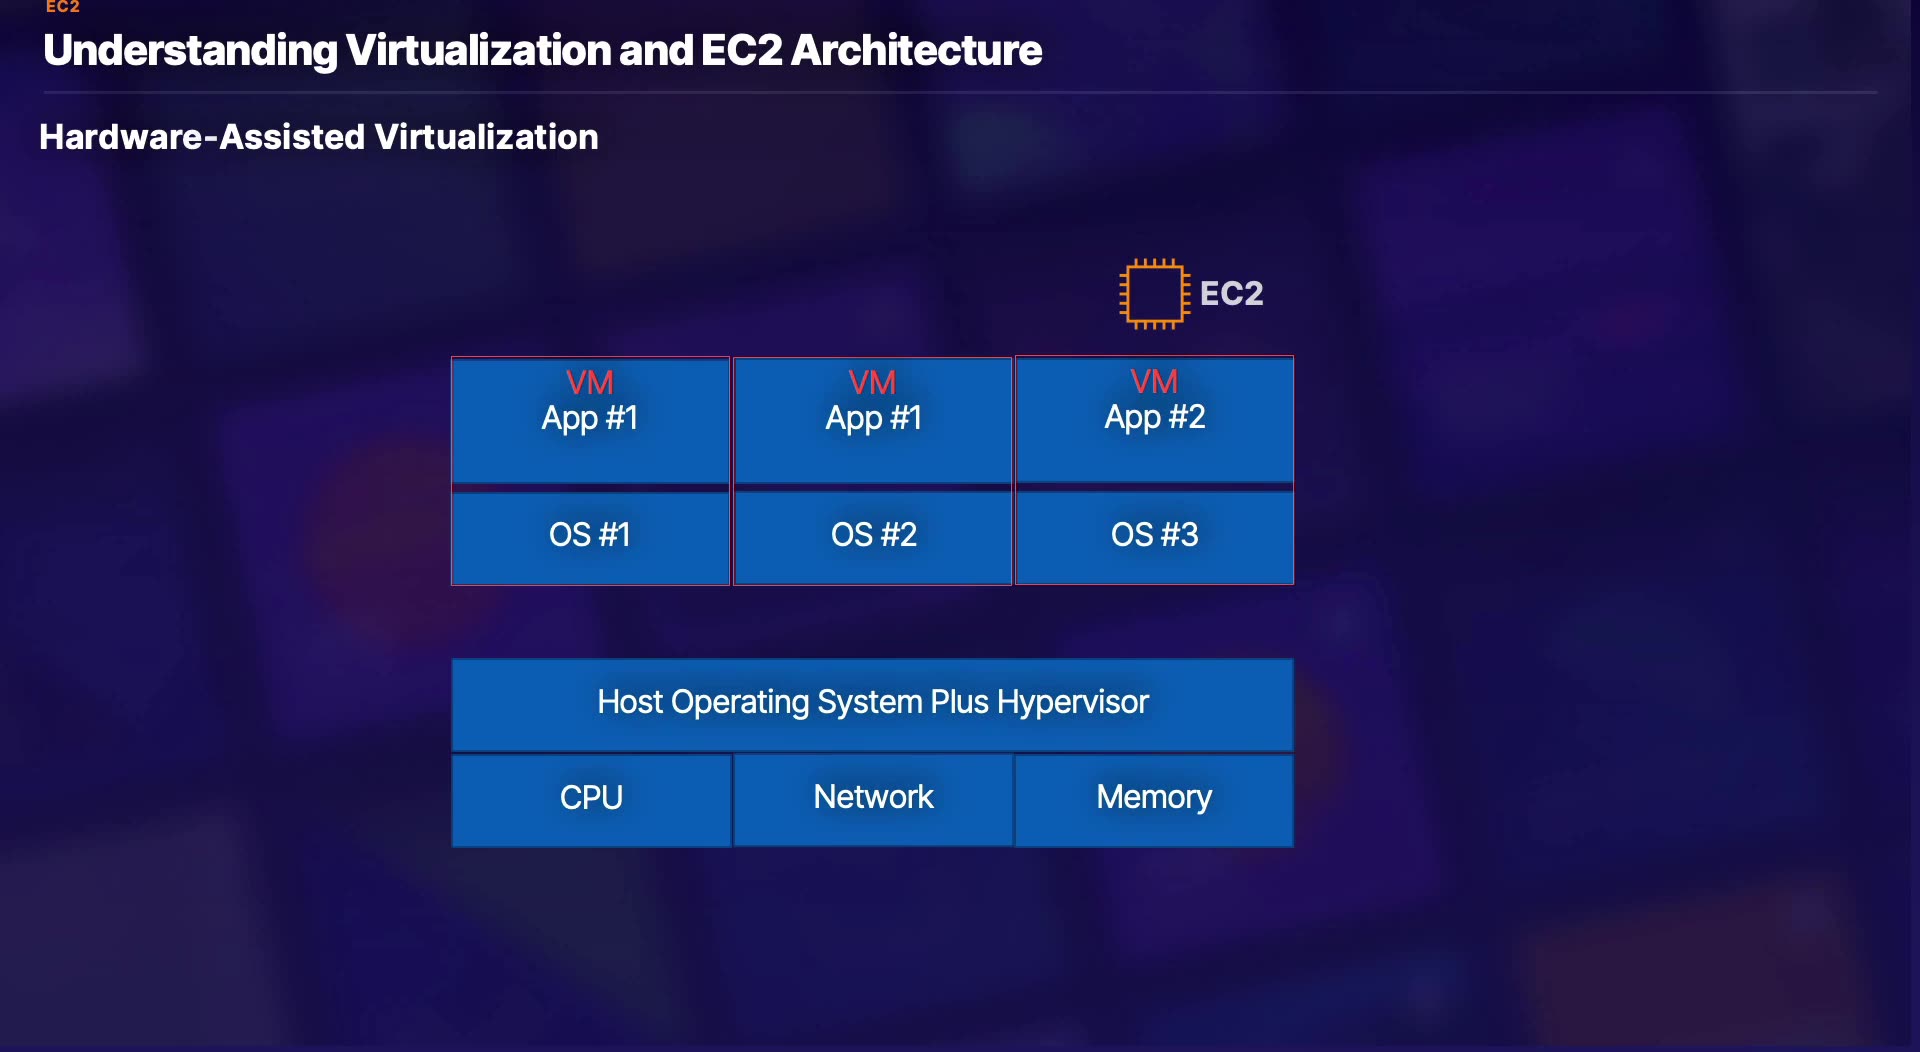 EC2
Understanding Virtualization and EC2 Architecture
Hardware-Assisted Virtualization
EC2
VM
App #1
VM
App #1
VM
App #2
OS #1
OS #2
OS #3
Host Operating System Plus Hypervisor
CPU
Network
Memory